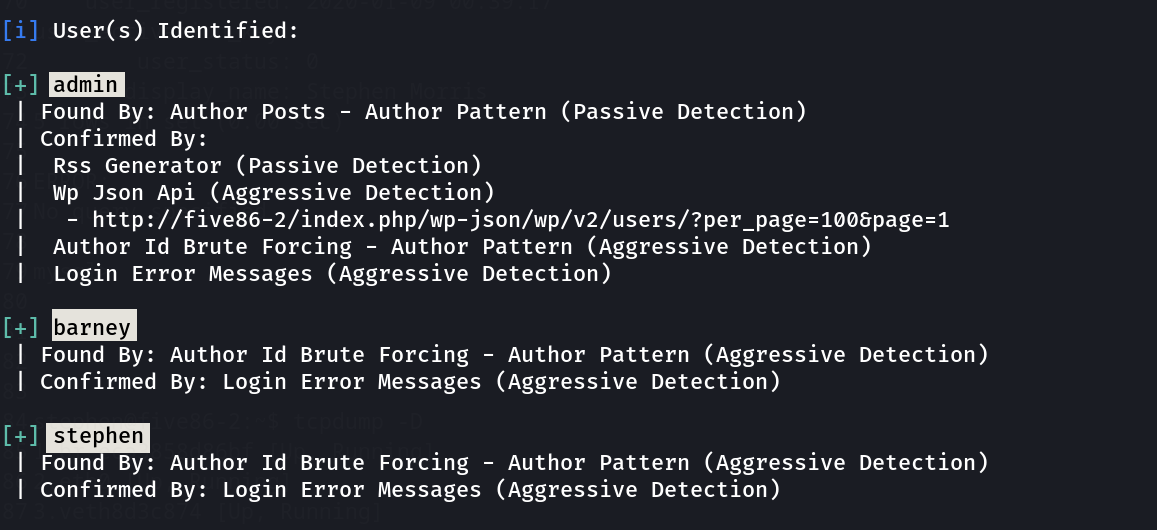 [i] User(s) Identified:
[+] admin
| Found By: Author Posts - Author Pattern (Passive Detection)
| Confirmed By:
|  Rss Generator (Passive Detection)
|  Wp Json Api (Aggressive Detection)
|   - http://five86-2/index.php/wp-json/wp/v2/users/?per_page=100&page=1
|  Author Id Brute Forcing - Author Pattern (Aggressive Detection)
|  Login Error Messages (Aggressive Detection)
[+] barney
| Found By: Author Id Brute Forcing - Author Pattern (Aggressive Detection)
| Confirmed By: Login Error Messages (Aggressive Detection)
[+] stephen
| Found By: Author Id Brute Forcing - Author Pattern (Aggressive Detection)
| Confirmed By: Login Error Messages (Aggressive Detection)